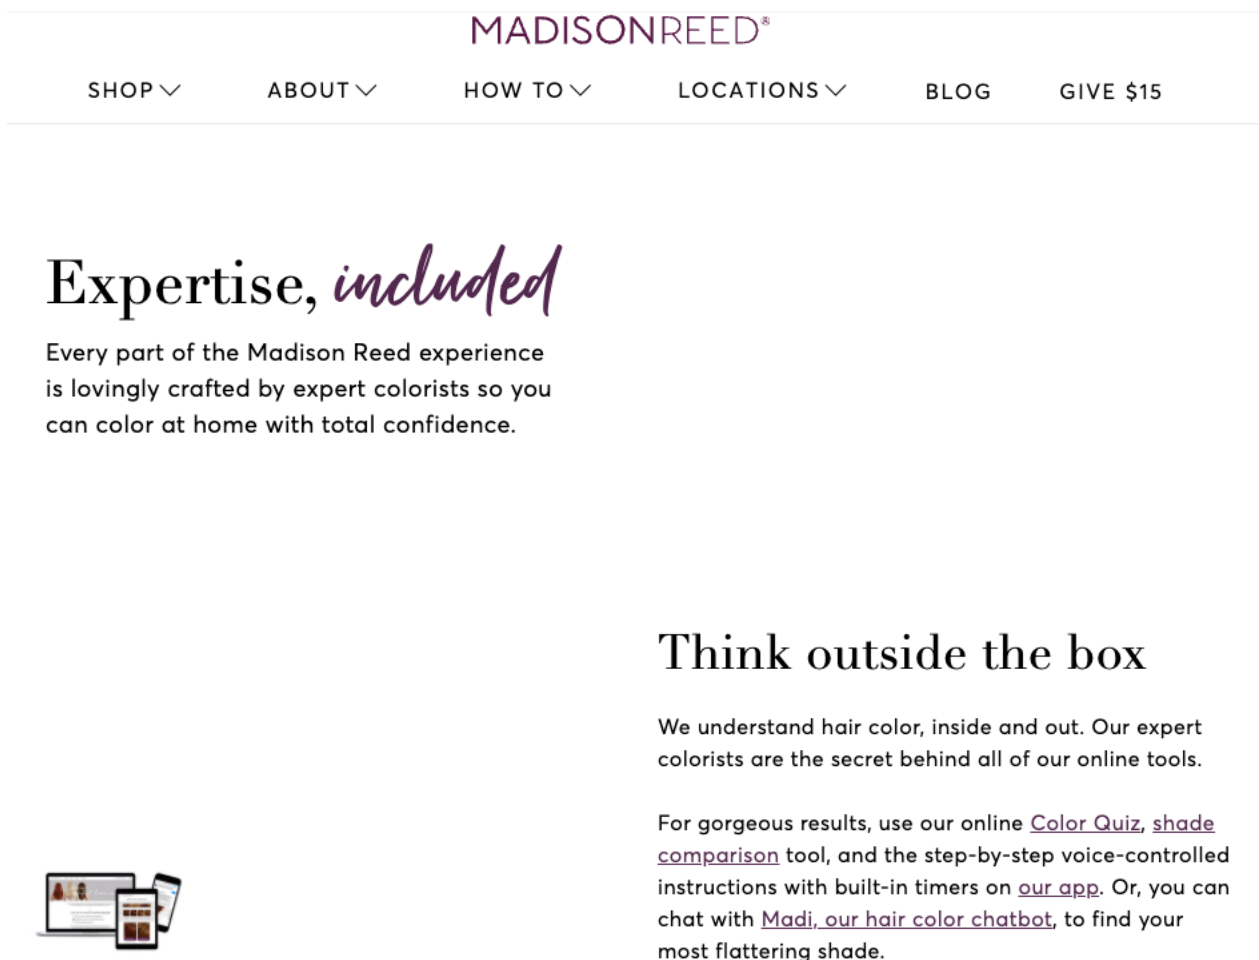 MADISONREED®
SHOP ABOUT HOW TO LOCATIONS BLOG GIVE $15
Expertise, included
Every part of the Madison Reed experience
is lovingly crafted by expert colorists so you
can color at home with total confidence.
Think outside the box
We understand hair color, inside and out. Our expert
colorists are the secret behind all of our online tools.
For gorgeous results, use our online Color Quiz, shade
comparison tool, and the step-by-step voice-controlled
instructions with built-in timers on our app. Or, you can
chat with Madi, our hair color chatbot, to find your
most flattering shade.